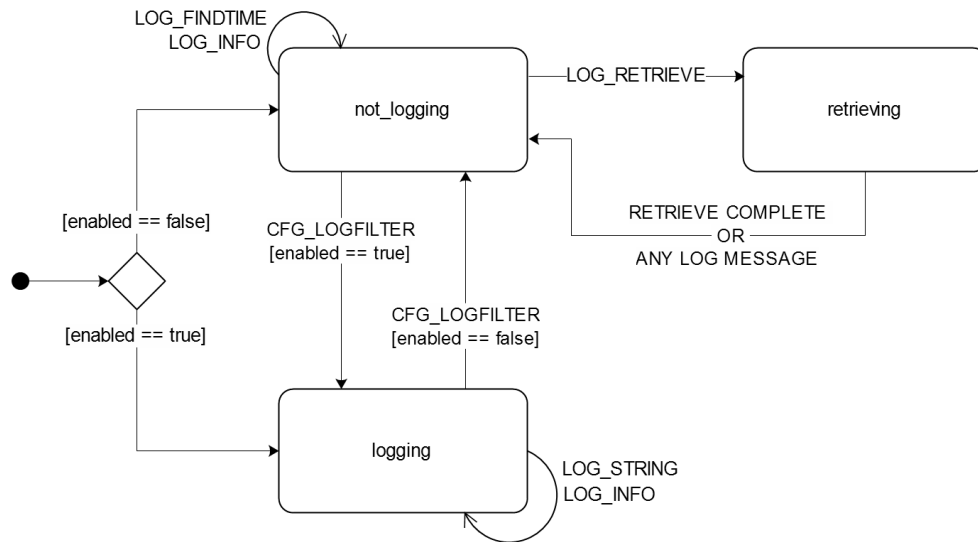 LOG_FINDTIME
LOG_INFO
not_logging
LOG_RETRIEVE
retrieving
[enabled == false]
CFG_LOGFILTER
[enabled == true]
RETRIEVE COMPLETE
OR
ANY LOG MESSAGE
CFG_LOGFILTER
[enabled == false]
[enabled == true]
logging
LOG_STRING
LOG_INFO